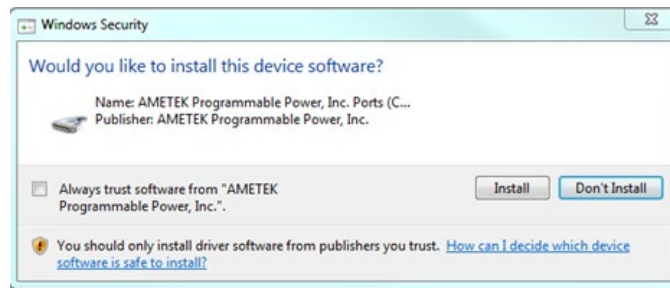 Windows Security
Would you like to install this device software?
Name: AMETEK Programmable Power, Inc. Ports (C...
Publisher: AMETEK Programmable Power, Inc.
Always trust software from "AMETEK
Programmable Power, Inc.".
Install
Don't Install
You should only install driver software from publishers you trust. How can I decide which device
software is safe to install?